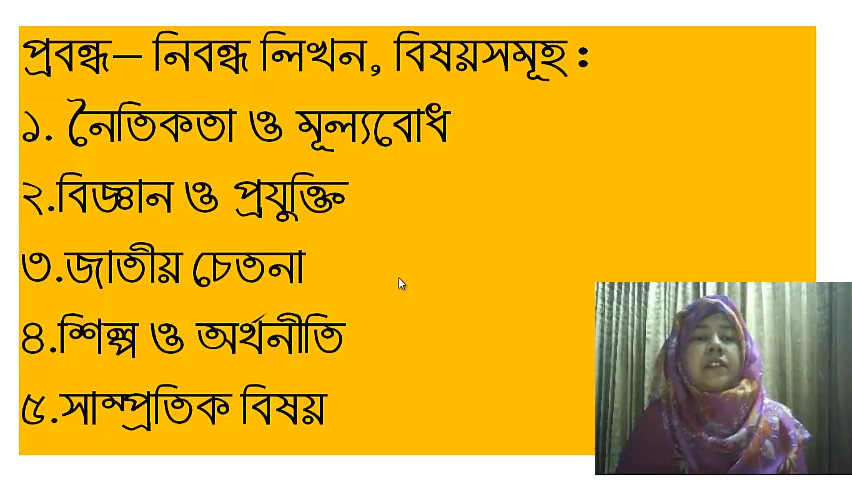 প্রবন্ধ– নিবন্ধ লিখন, বিষয়সমূহ :
১. নৈতিকতা ও মূল্যবোধ
২.বিজ্ঞান ও প্রযুক্তি
৩.জাতীয় চেতনা
৪.শিল্প ও অর্থনীতি
৫.সাম্প্রতিক বিষয়